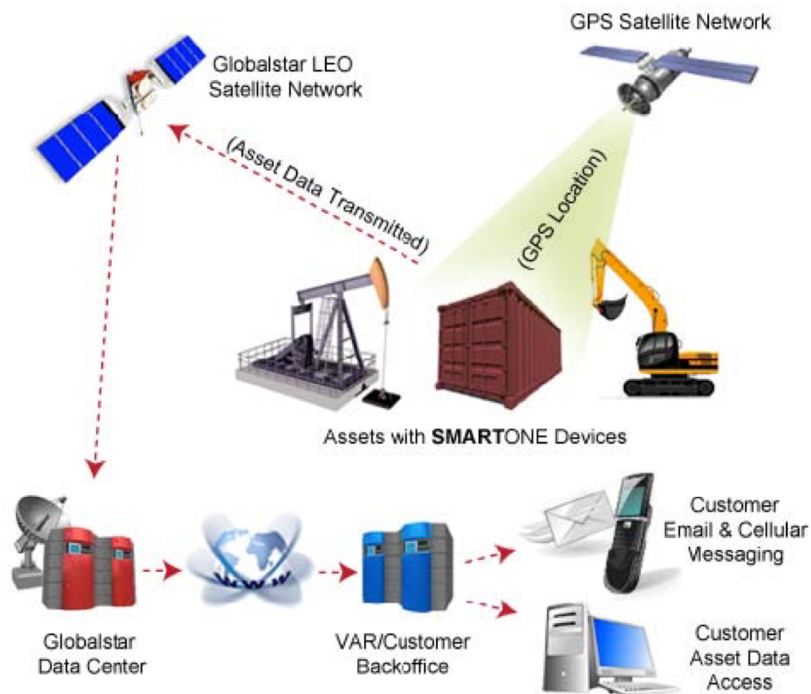 GPS Satellite Network
Globalstar LEO
Satellite Network
(Asset Data Transmitted)
(GPS Location)
Assets with SMARTONE Devices
Customer
Email & Cellular
Messaging
WWW
Globalstar
Data Center
VAR/Customer
Backoffice
Customer
Asset Data
Access